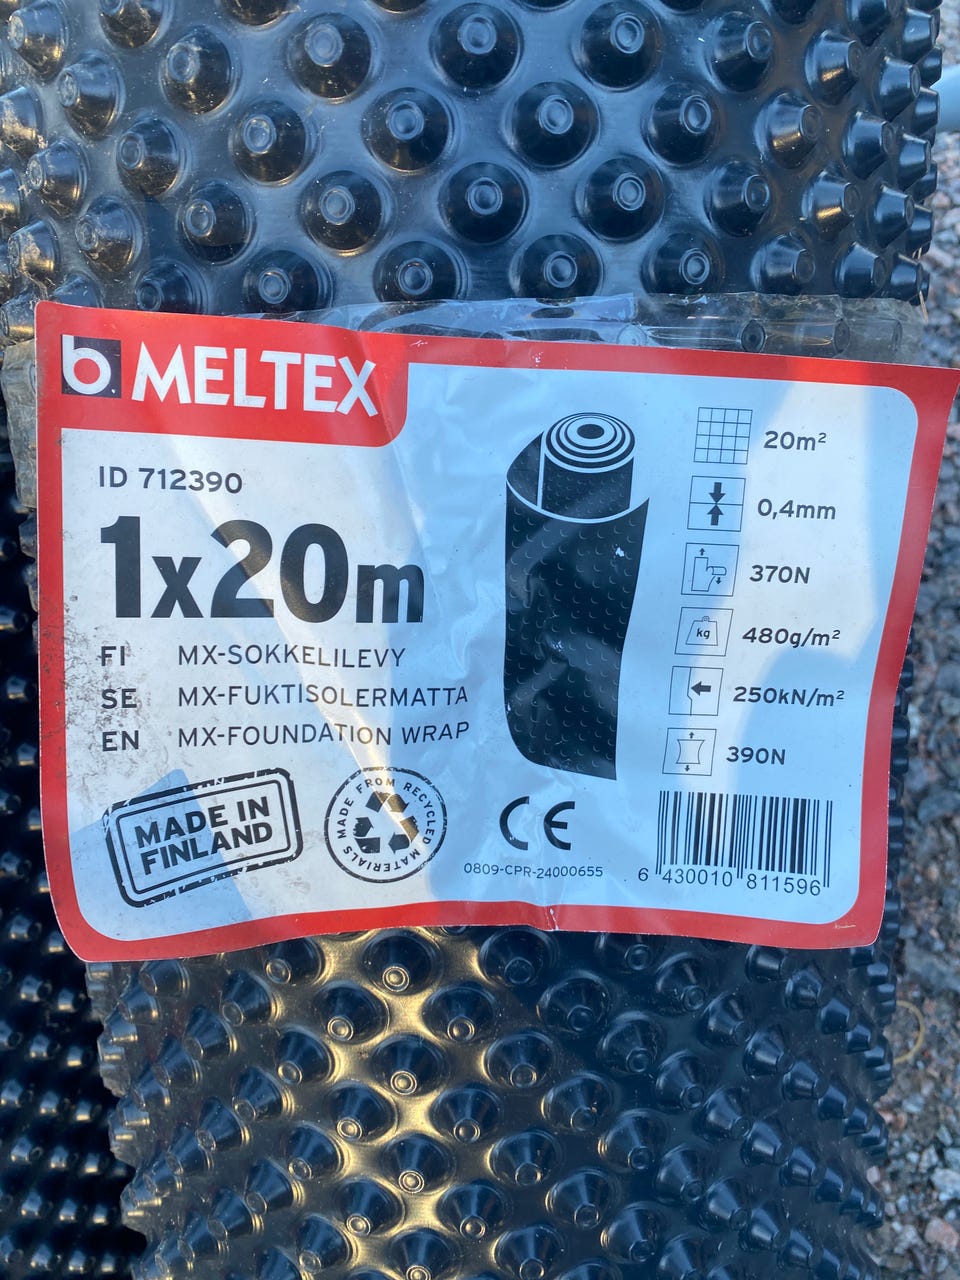 b. MELTEX
ID 712390
1x20m
FI MX-SOKKELILEVY
SE MX-FUKTISOLERMATTA
EN MX-FOUNDATION WRAP
MADE IN
FINLAND
MADE FROM RECYCLED MATERIALS
20m²
0,4mm
370N
kg 480g/m²
250kN/m²
390N
CE
0809-CPR-24000655
6 430010 811596